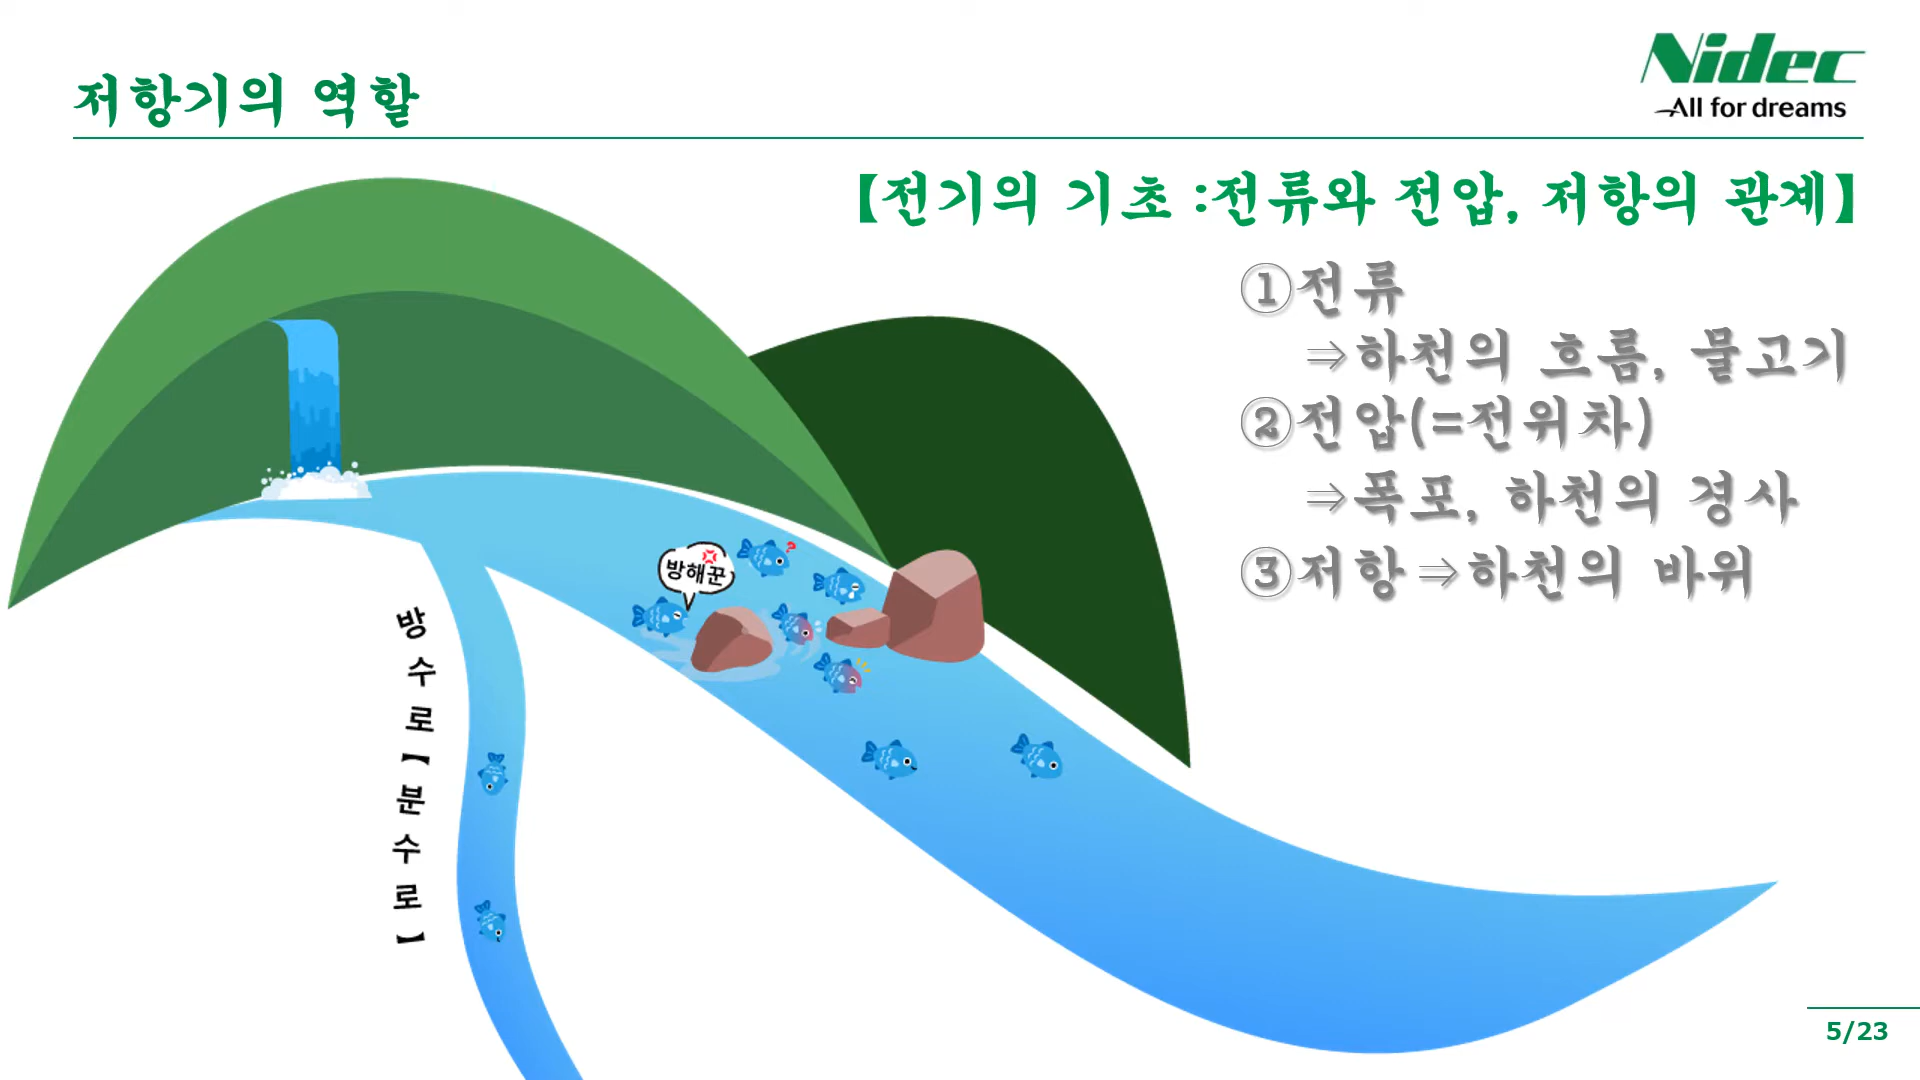 저항기의 역할
Nidec
All for dreams
【전기의 기초 :전류와 전압, 저항의 관계】
①전류
⇒하천의 흐름, 물고기
②전압(=전위차)
⇒폭포, 하천의 경사
③저항⇒하천의 바위
방해꾼
?
방수로【분수로】
5/23